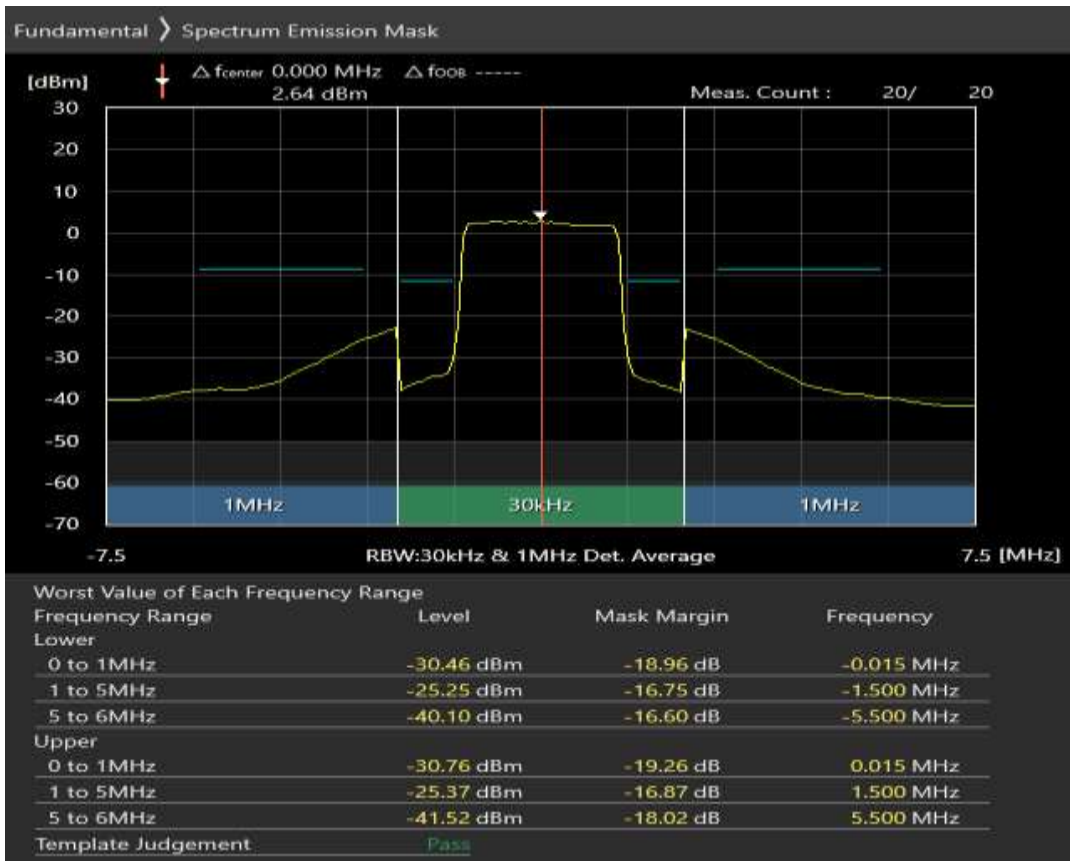 Fundamental 〉 Spectrum Emission Mask
[dBm]
△ fcenter 0.000 MHz △ fOOB -----
2.64 dBm
Meas. Count : 20/ 20
30
20
10
0
-10
-20
-30
-40
-50
-60
-70
1MHz 30kHz 1MHz
-7.5 RBW:30kHz & 1MHz Det. Average 7.5 [MHz]
Worst Value of Each Frequency Range
Frequency Range Level Mask Margin Frequency
Lower
0 to 1MHz -30.46 dBm -18.96 dB -0.015 MHz
1 to 5MHz -25.25 dBm -16.75 dB -1.500 MHz
5 to 6MHz -40.10 dBm -16.60 dB -5.500 MHz
Upper
0 to 1MHz -30.76 dBm -19.26 dB 0.015 MHz
1 to 5MHz -25.37 dBm -16.87 dB 1.500 MHz
5 to 6MHz -41.52 dBm -18.02 dB 5.500 MHz
Template Judgement Pass